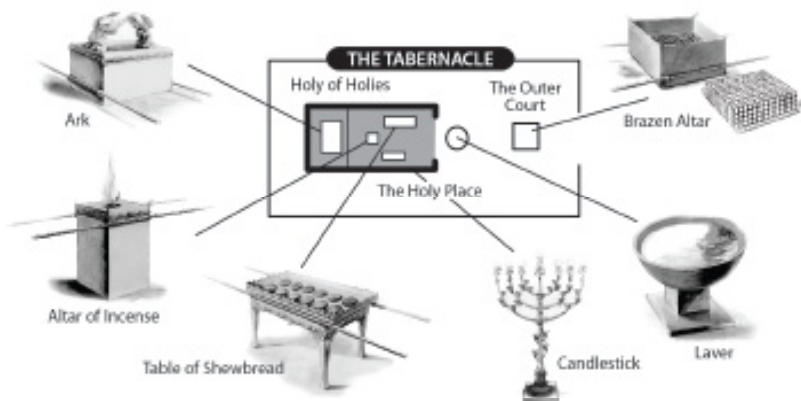 THE TABERNACLE
Holy of Holies
The Outer
Court
Ark
Brazen Altar
The Holy Place
Altar of Incense
Table of Shewbread
Candlestick
Laver